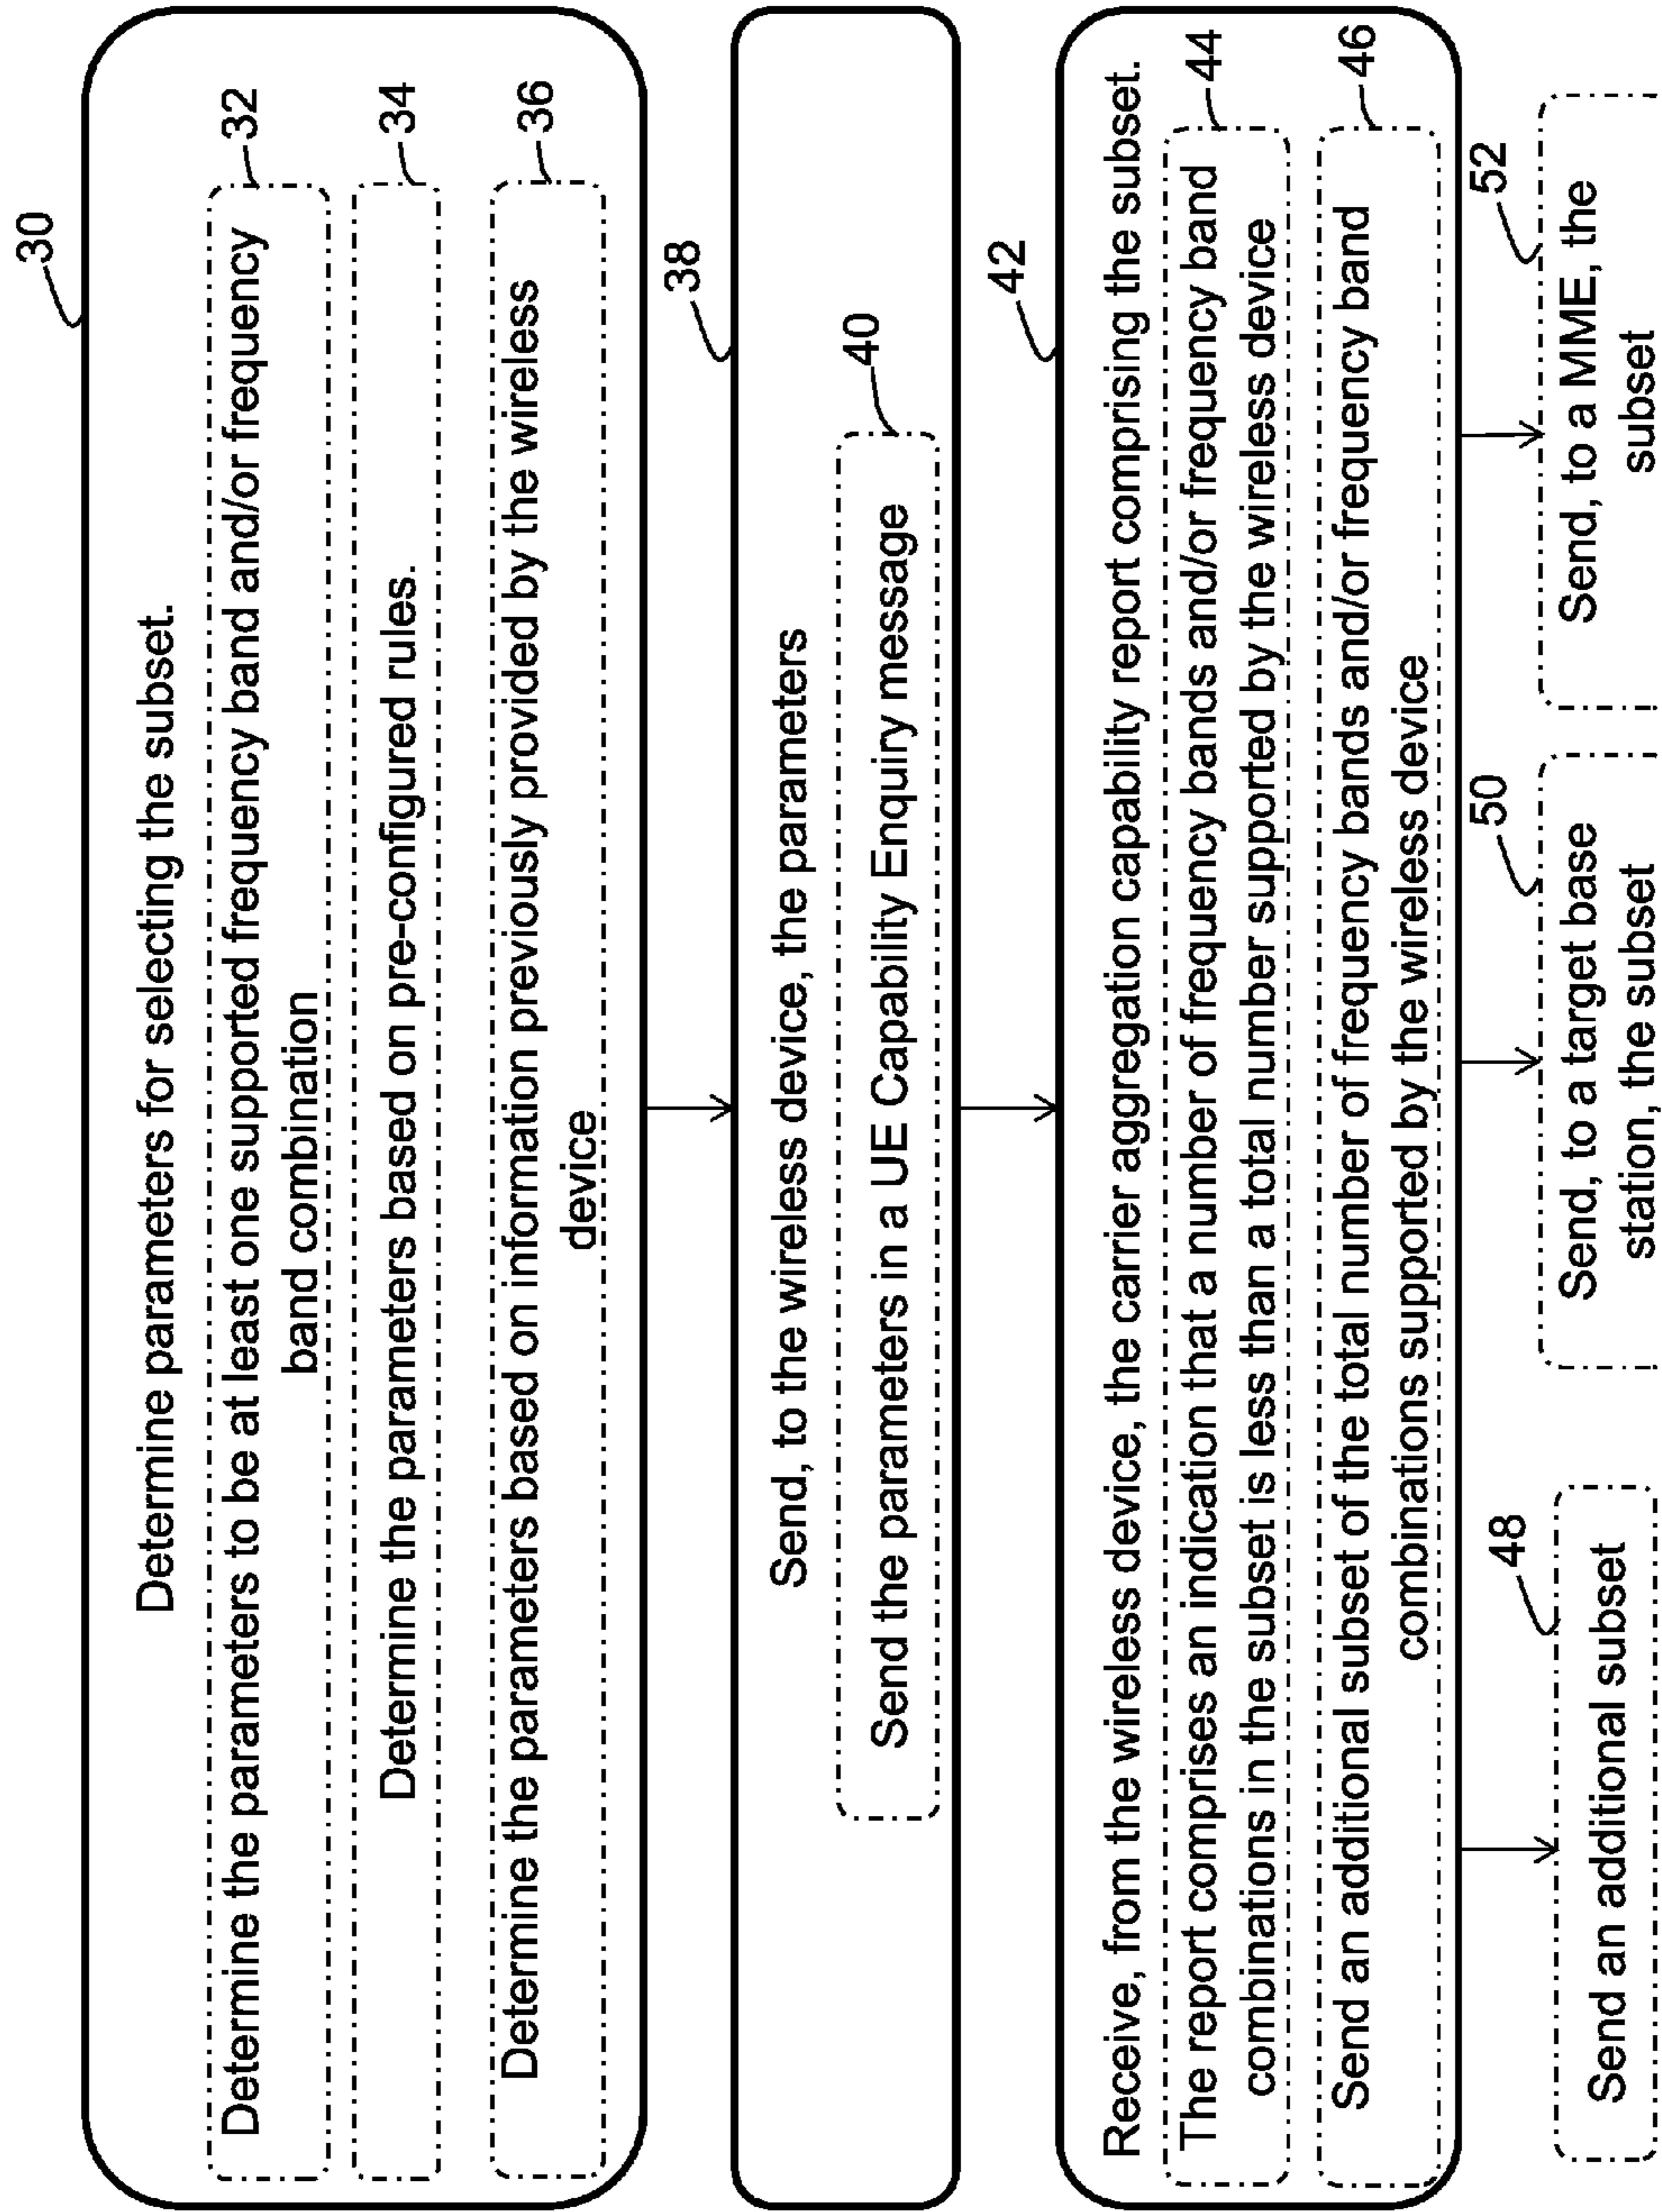 30
Determine parameters for selecting the subset.
Determine the parameters to be at least one supported frequency band and/or frequency
band combination
32
Determine the parameters based on pre-configured rules.
34
Determine the parameters based on information previously provided by the wireless
device
36
38
Send, to the wireless device, the parameters
Send the parameters in a UE Capability Enquiry message
40
42
Receive, from the wireless device, the carrier aggregation capability report comprising the subset.
The report comprises an indication that a number of frequency bands and/or frequency band
combinations in the subset is less than a total number supported by the wireless device
44
Send an additional subset of the total number of frequency bands and/or frequency band
combinations supported by the wireless device
46
48
Send an additional subset
50
Send, to a target base
station, the subset
52
Send, to a MME, the
subset